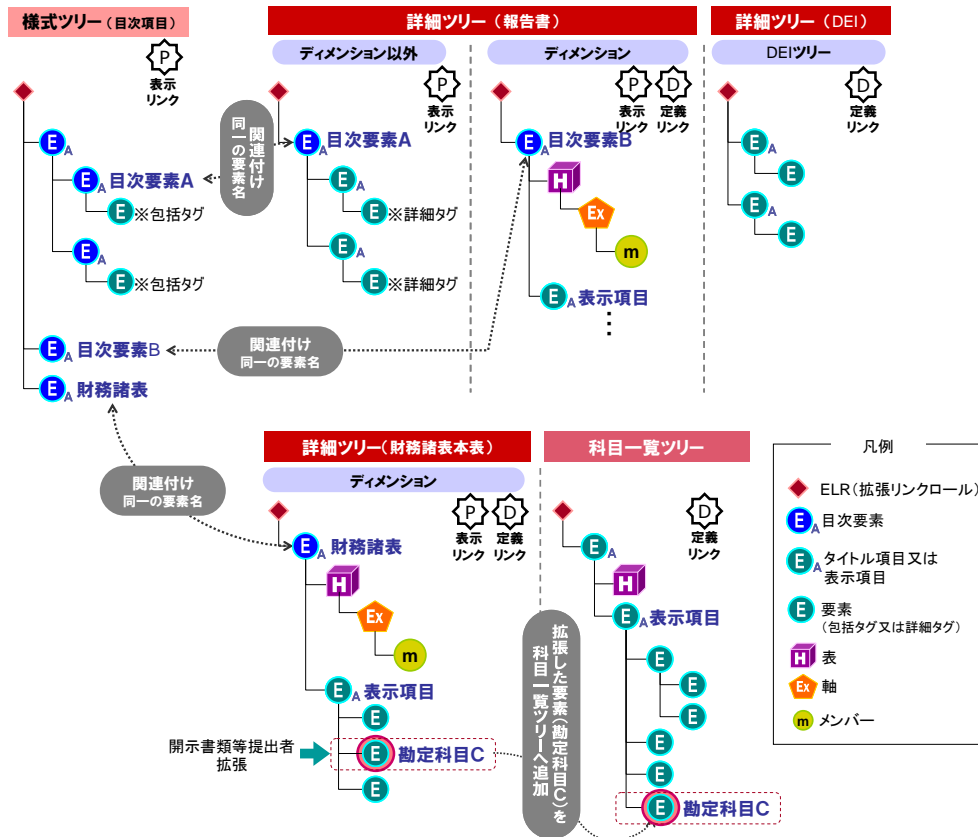 様式ツリー(目次項目)
P
表示
リンク
E A
E A 目次要素A
E ※包括タグ
E A
E ※包括タグ
E A 目次要素B
E A 財務諸表
関連付け
同一の要素名
詳細ツリー(報告書)
ディメンション以外
P
表示
リンク
E A 目次要素A
E A
E ※詳細タグ
E A
E ※詳細タグ
ディメンション
P
表示
リンク
D
定義
リンク
E A 目次要素B
H
Ex
m
E A 表示項目
関連付け
同一の要素名
詳細ツリー(DEI)
DEIツリー
D
定義
リンク
E A
E
E A
E
関連付け
同一の要素名
詳細ツリー(財務諸表本表)
ディメンション
P
表示
リンク
D
定義
リンク
E A 財務諸表
H
Ex
m
E A 表示項目
E
開示書類等提出者
拡張
E 勘定科目C
E
拡張した要素(勘定科目C)を
科目一覧ツリーへ追加
科目一覧ツリー
D
定義
リンク
E A
H
E A 表示項目
E
E
E
E
E
E 勘定科目C
凡例
ELR(拡張リンクロール)
E A 目次要素
E A タイトル項目又は
表示項目
E 要素
(包括タグ又は詳細タグ)
H 表
Ex 軸
m メンバー